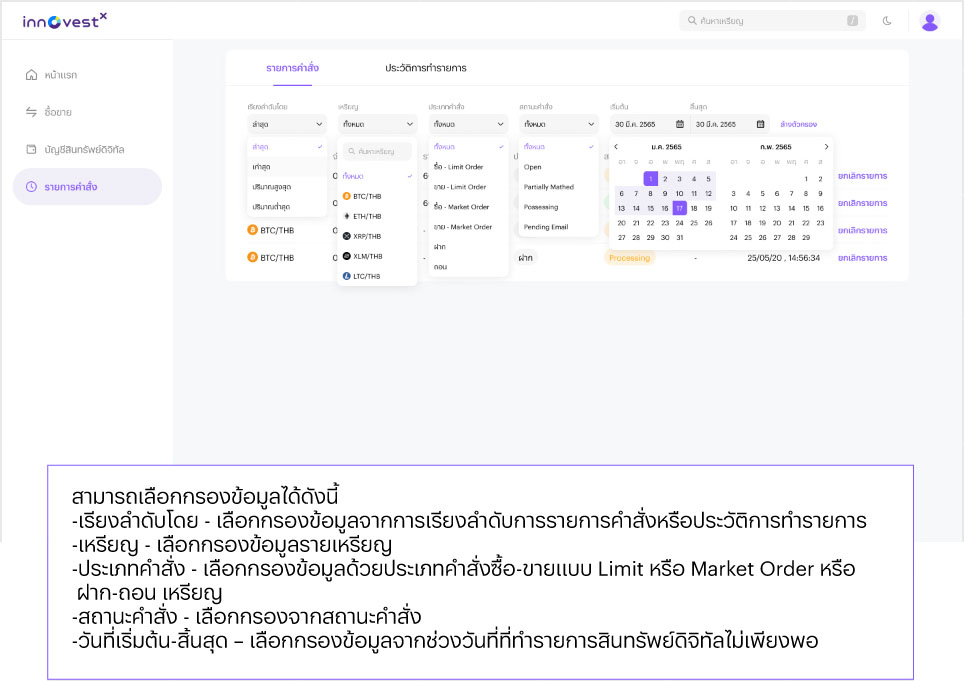 innovestx
ค้นหาเหรียญ /
หน้าแรก
ซื้อขาย
บัญชีสินทรัพย์ดิจิทัล
รายการคำสั่ง
รายการคำสั่ง ประวัติการทำรายการ
เรียงลำดับโดย เหรียญ ประเภทคำสั่ง สถานะคำสั่ง เริ่มต้น สิ้นสุด
ล่าสุด ทั้งหมด ทั้งหมด ทั้งหมด 30 มี.ค. 2565 30 มี.ค. 2565 ล้างตัวกรอง
ล่าสุด
เก่าสุด
ปริมาณสูงสุด
ปริมาณต่ำสุด
ค้นหาเหรียญ
ทั้งหมด
BTC/THB
ETH/THB
XRP/THB
XLM/THB
LTC/THB
ทั้งหมด
ซื้อ - Limit Order
ขาย - Limit Order
ซื้อ - Market Order
ขาย - Market Order
ฝาก
ถอน
ทั้งหมด
Open
Partially Mathed
Possessing
Pending Email
ม.ค. 2565 ก.พ. 2565
อา จ อ พ พฤ ศ ส อา จ อ พ พฤ ศ ส
1 2 3 4 5 1 2
6 7 8 9 10 11 12 3 4 5 6 7 8 9
13 14 15 16 17 18 19 10 11 12 13 14 15 16
20 21 22 23 24 25 26 17 18 19 20 21 22 23
27 28 29 30 31 24 25 26 27 28 29
ยกเลิกรายการ
ยกเลิกรายการ
BTC/THB ยกเลิกรายการ
BTC/THB - ฝาก Processing - 25/05/20 , 14:56:34 ยกเลิกรายการ
สามารถเลือกกรองข้อมูลได้ดังนี้
-เรียงลำดับโดย - เลือกกรองข้อมูลจากการเรียงลำดับการรายการคำสั่งหรือประวัติการทำรายการ
-เหรียญ - เลือกกรองข้อมูลรายเหรียญ
-ประเภทคำสั่ง - เลือกกรองข้อมูลด้วยประเภทคำสั่งซื้อ-ขายแบบ Limit หรือ Market Order หรือ
ฝาก-ถอน เหรียญ
-สถานะคำสั่ง - เลือกกรองจากสถานะคำสั่ง
-วันที่เริ่มต้น-สิ้นสุด – เลือกกรองข้อมูลจากช่วงวันที่ที่ทำรายการสินทรัพย์ดิจิทัลไม่เพียงพอ